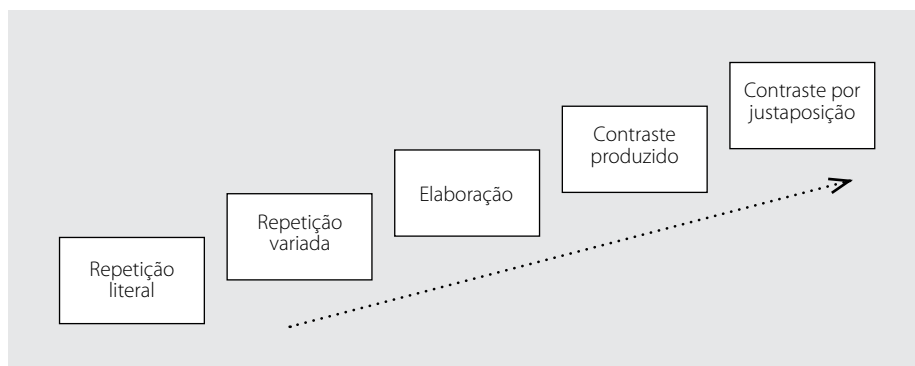 Repetição
literal
Repetição
variada
Elaboração
Contraste
produzido
Contraste por
justaposição